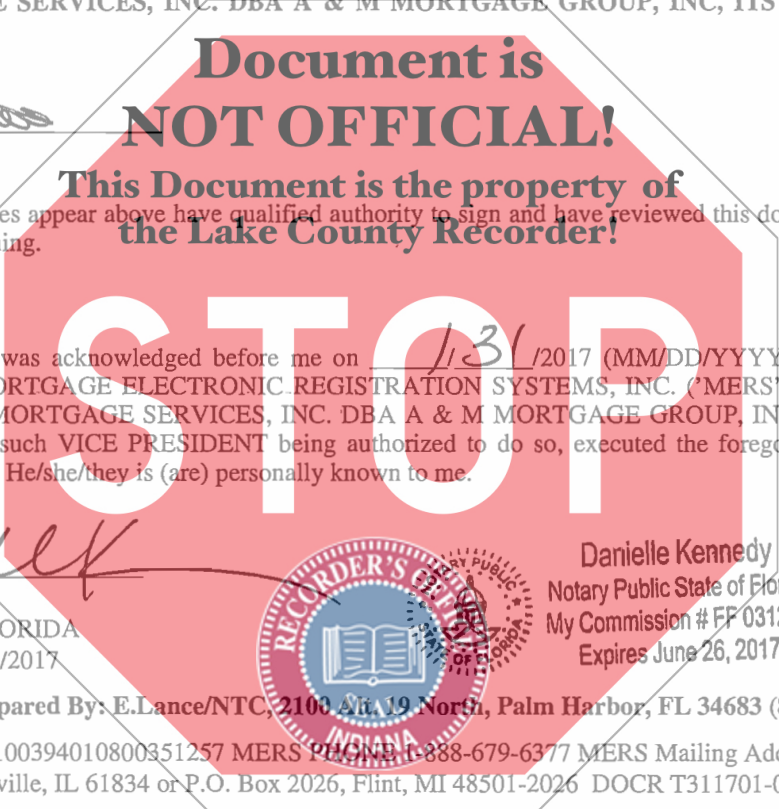 E SERVICES, INC. DBA A & M MORTGAGE GROUP, INC, ITS
Document is
NOT OFFICIAL!
This Document is the property of
es appear above have qualified authority to sign and have reviewed this do
the Lake County Recorder!
ing.
STOP
was acknowledged before me on 1/31/2017 (MM/DD/YYYY
ORTGAGE ELECTRONIC REGISTRATION SYSTEMS, INC. ('MERS'
MORTGAGE SERVICES, INC. DBA A & M MORTGAGE GROUP, IN
such VICE PRESIDENT being authorized to do so, executed the forego
He/she/they is (are) personally known to me.
RECORDER'S OFFICE
INDIANA
NOTARY PUBLIC
STATE OF FLORIDA
Danielle Kennedy
Notary Public State of Flor
My Commission # FF 0312
Expires June 26, 2017
ORIDA
/2017
pared By: E.Lance/NTC, 2100 Alt. 19 North, Palm Harbor, FL 34683 (
00394010800351257 MERS PHONE 1-888-679-6377 MERS Mailing Add
ville, IL 61834 or P.O. Box 2026, Flint, MI 48501-2026 DOCR T311701-0